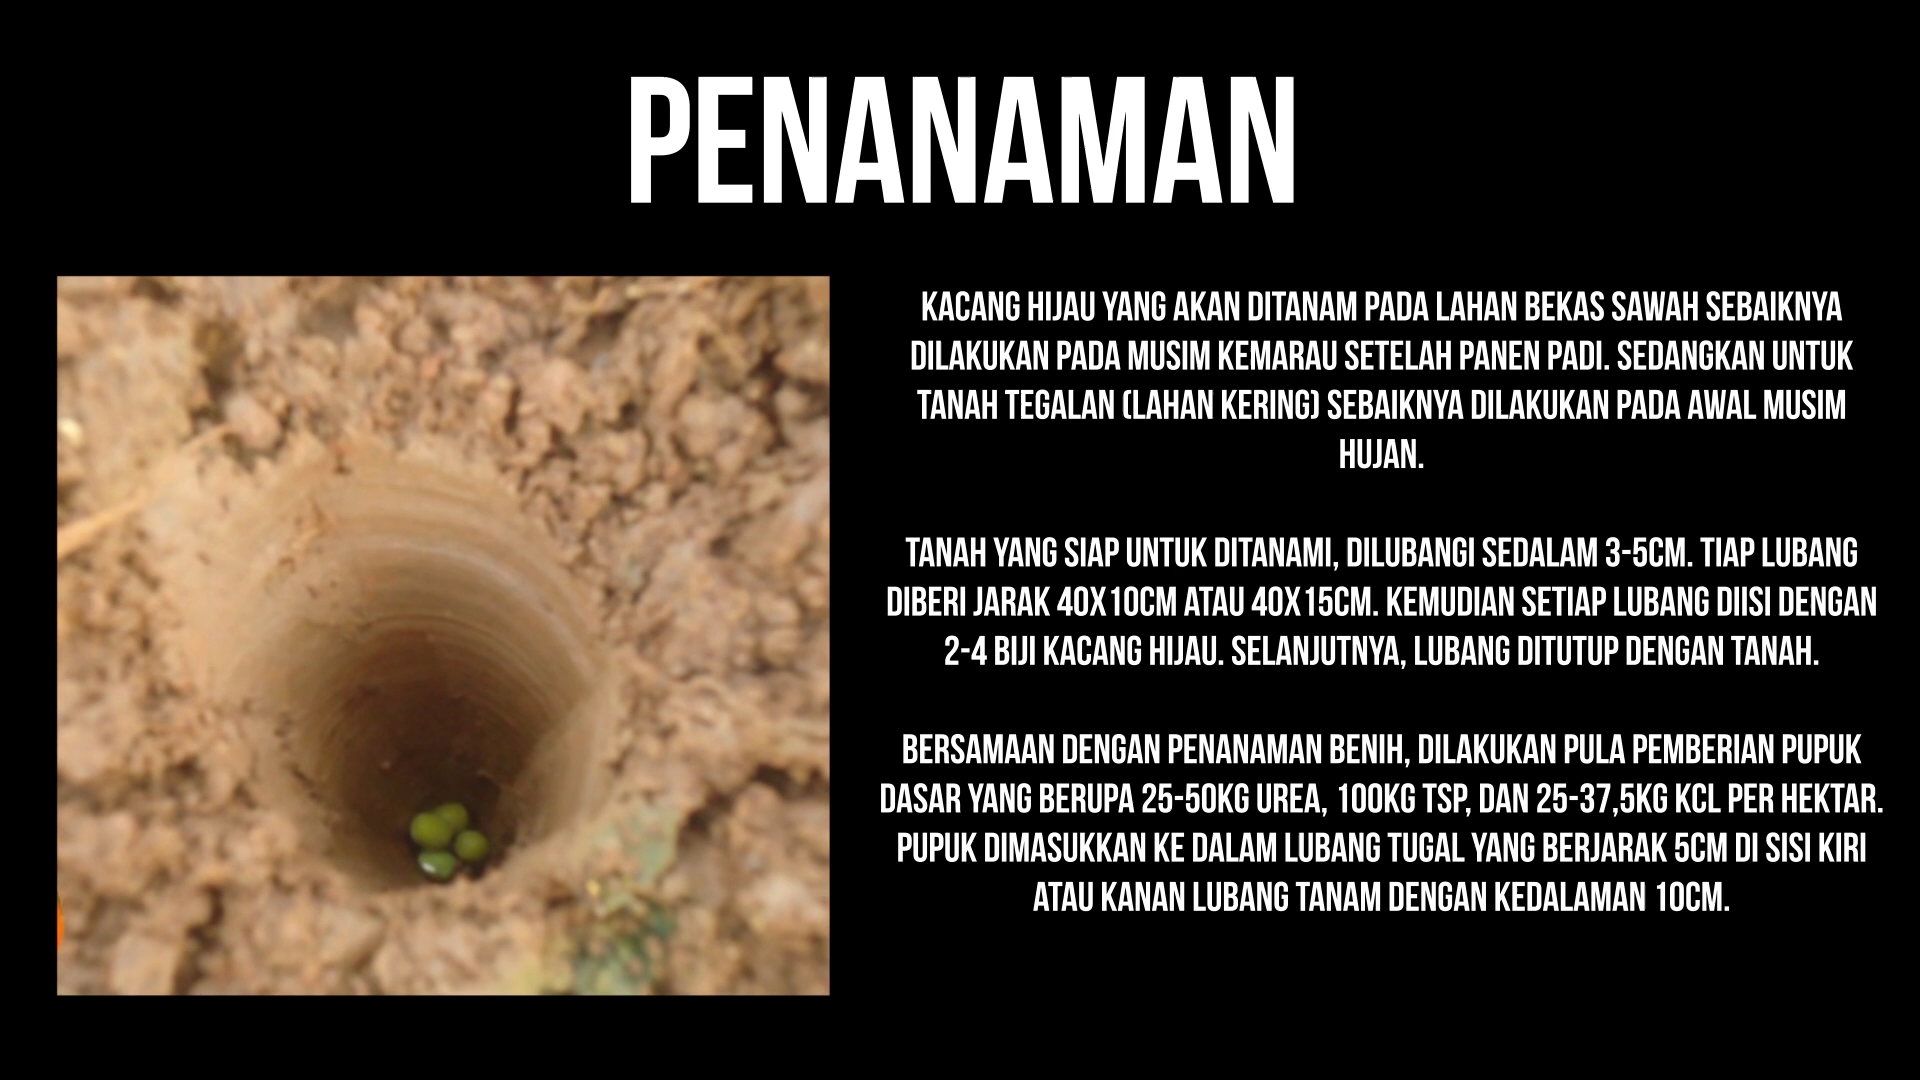 PENANAMAN
KACANG HIJAU YANG AKAN DITANAM PADA LAHAN BEKAS SAWAH SEBAIKNYA
DILAKUKAN PADA MUSIM KEMARAU SETELAH PANEN PADI. SEDANGKAN UNTUK
TANAH TEGALAN (LAHAN KERING) SEBAIKNYA DILAKUKAN PADA AWAL MUSIM
HUJAN.
TANAH YANG SIAP UNTUK DITANAMI, DILUBANGI SEDALAM 3-5CM. TIAP LUBANG
DIBERI JARAK 40X10CM ATAU 40X15CM. KEMUDIAN SETIAP LUBANG DIISI DENGAN
2-4 BIJI KACANG HIJAU. SELANJUTNYA, LUBANG DITUTUP DENGAN TANAH.
BERSAMAAN DENGAN PENANAMAN BENIH, DILAKUKAN PULA PEMBERIAN PUPUK
DASAR YANG BERUPA 25-50KG UREA, 100KG TSP, DAN 25-37,5KG KCL PER HEKTAR.
PUPUK DIMASUKKAN KE DALAM LUBANG TUGAL YANG BERJARAK 5CM DI SISI KIRI
ATAU KANAN LUBANG TANAM DENGAN KEDALAMAN 10CM.